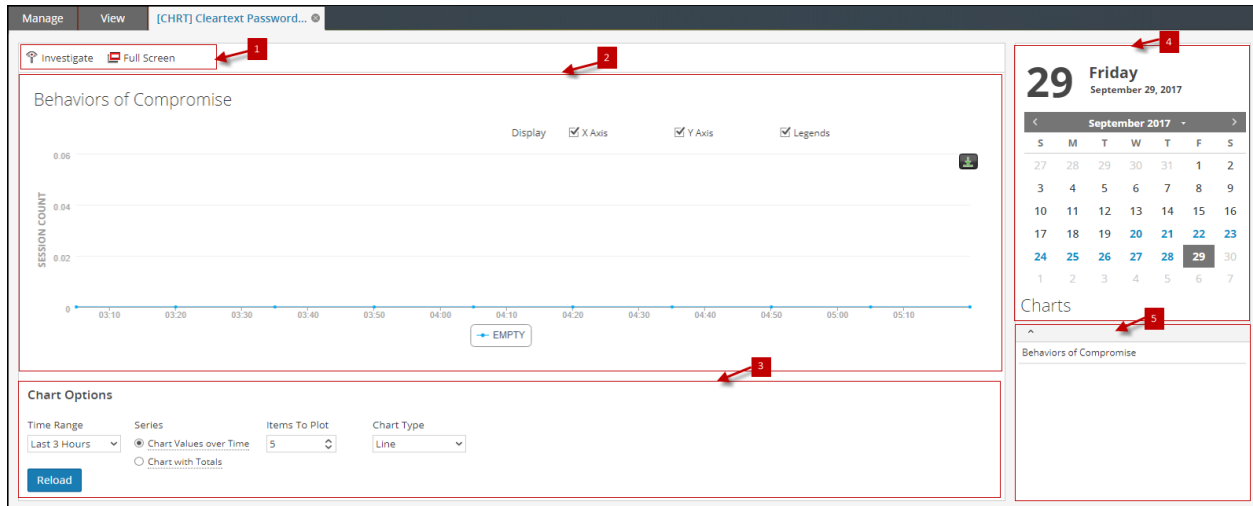 Manage View [CHRT] Cleartext Password...
1
Investigate Full Screen
2
Behaviors of Compromise
Display X Axis Y Axis Legends
0.06
0.04
0.02
0
SESSION COUNT
03:10 03:20 03:30 03:40 03:50 04:00 04:10 04:20 04:30 04:40 04:50 05:00 05:10
EMPTY
3
Chart Options
Time Range Series Items To Plot Chart Type
Last 3 Hours Chart Values over Time 5 Line
Chart with Totals
Reload
4
29 Friday
September 29, 2017
September 2017
S M T W T F S
27 28 29 30 31 1 2
3 4 5 6 7 8 9
10 11 12 13 14 15 16
17 18 19 20 21 22 23
24 25 26 27 28 29 30
1 2 3 4 5 6 7
Charts
5
Behaviors of Compromise